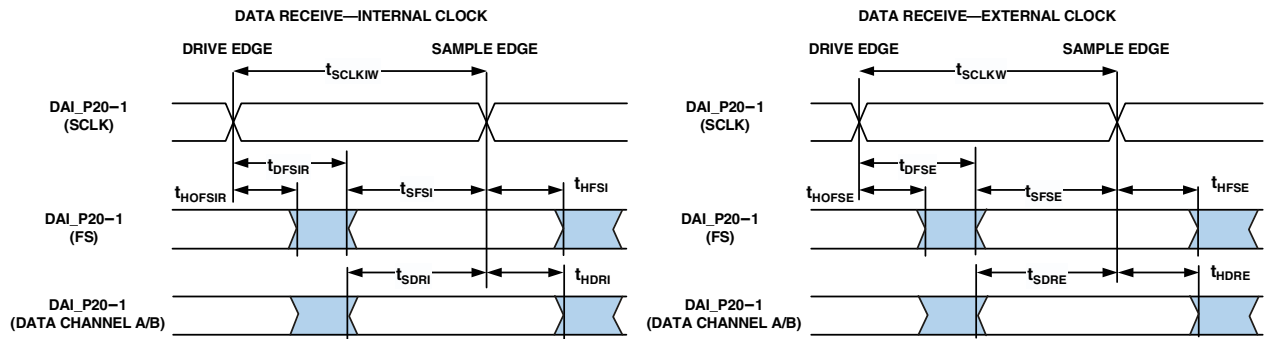 DATA RECEIVE—INTERNAL CLOCK
DRIVE EDGE
SAMPLE EDGE
tSCLKIW
DAI_P20–1
(SCLK)
tDFSIR
tHOFSIR
tSFSI
tHFSI
DAI_P20–1
(FS)
tSDRI
tHDRI
DAI_P20–1
(DATA CHANNEL A/B)
DATA RECEIVE—EXTERNAL CLOCK
DRIVE EDGE
SAMPLE EDGE
tSCLKW
DAI_P20–1
(SCLK)
tDFSE
tHOFSE
tSFSE
tHFSE
DAI_P20–1
(FS)
tSDRE
tHDRE
DAI_P20–1
(DATA CHANNEL A/B)